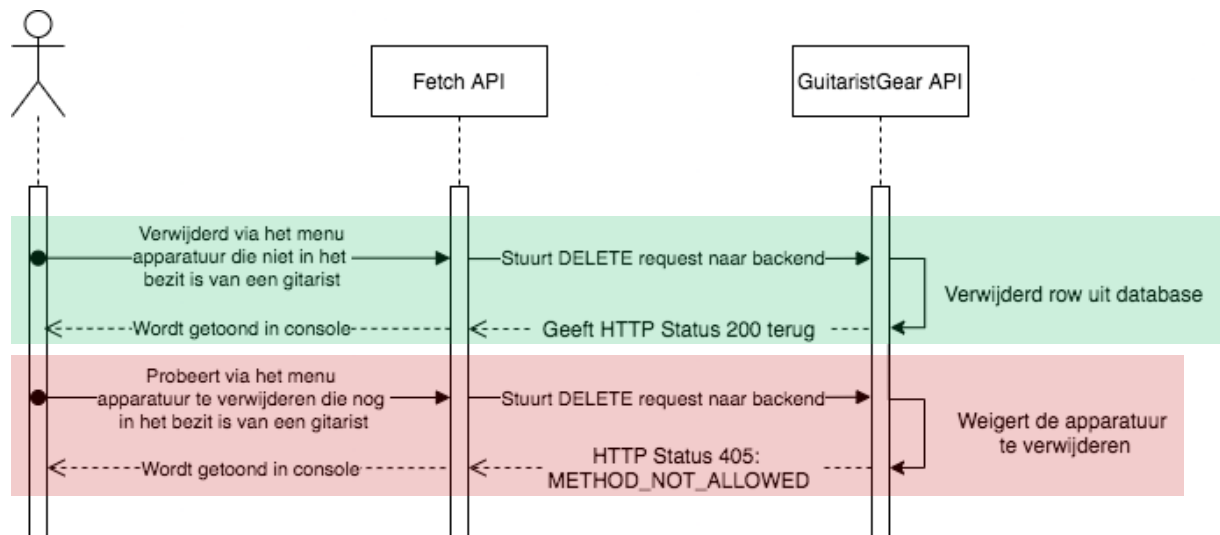 Fetch API
GuitaristGear API
Verwijderd via het menu
apparatuur die niet in het
bezit is van een gitarist
Stuurt DELETE request naar backend
Verwijderd row uit database
Wordt getoond in console
Geeft HTTP Status 200 terug
Probeert via het menu
apparatuur te verwijderen die nog
in het bezit is van een gitarist
Stuurt DELETE request naar backend
Weigert de apparatuur
te verwijderen
Wordt getoond in console
HTTP Status 405:
METHOD_NOT_ALLOWED